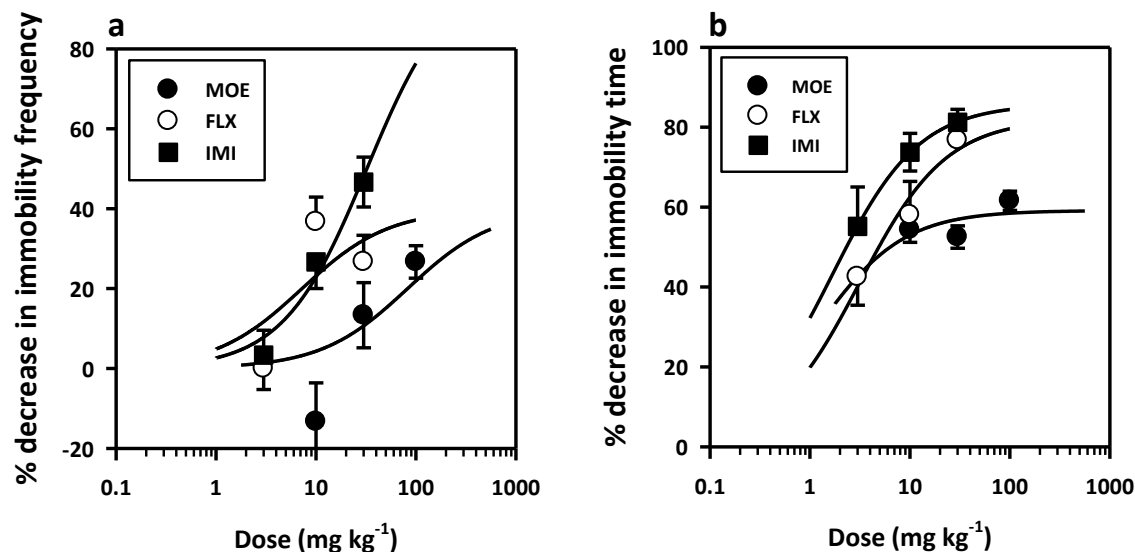 a
% decrease in immobility frequency
80
60
40
20
0
-20
MOE
FLX
IMI
0.1 1 10 100 1000
Dose (mg kg-1)
b
% decrease in immobility time
100
80
60
40
20
0
MOE
FLX
IMI
0.1 1 10 100 1000
Dose (mg kg-1)